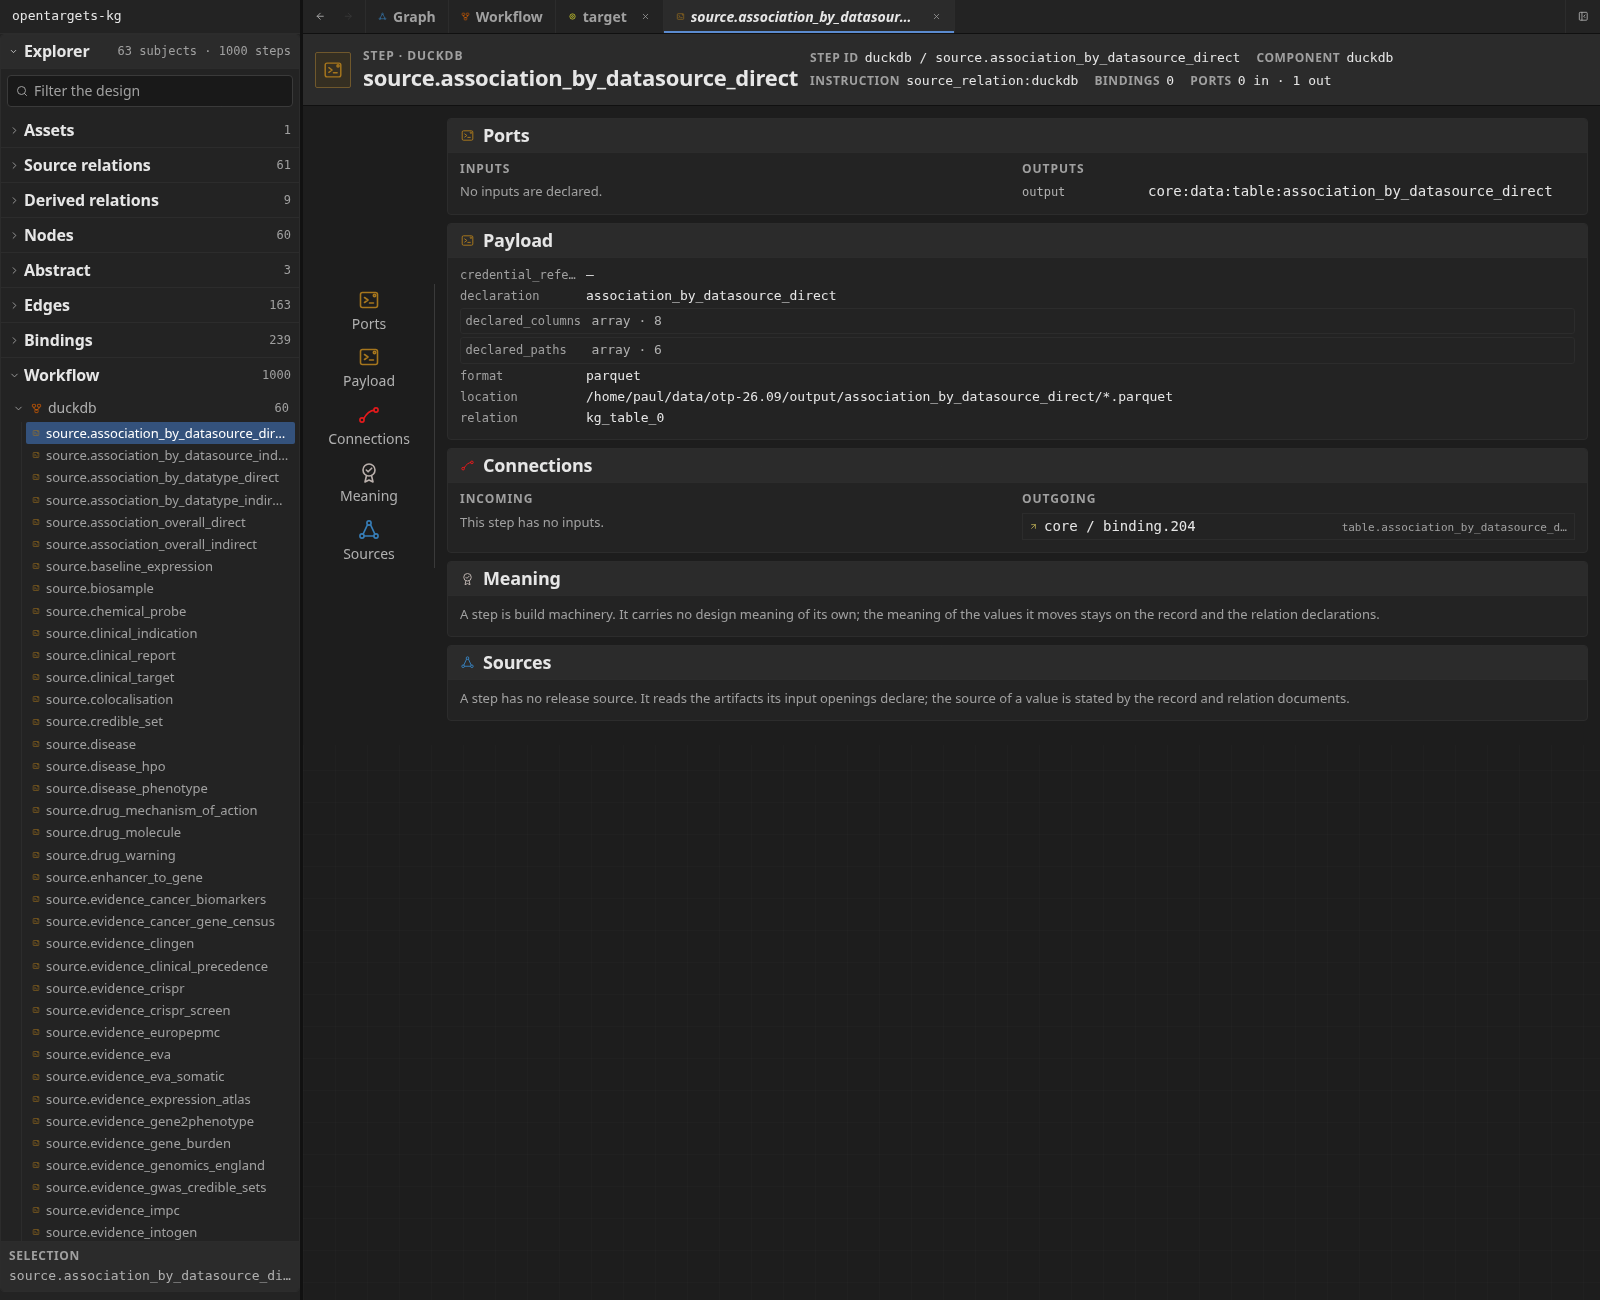 opentargets-kg
Explorer 63 subjects · 1000 steps
Filter the design
Assets 1
Source relations 61
Derived relations 9
Nodes 60
Abstract 3
Edges 163
Bindings 239
Workflow 1000
duckdb 60
source.association_by_datasource_dir...
source.association_by_datasource_ind...
source.association_by_datatype_direct
source.association_by_datatype_indir...
source.association_overall_direct
source.association_overall_indirect
source.baseline_expression
source.biosample
source.chemical_probe
source.clinical_indication
source.clinical_report
source.clinical_target
source.colocalisation
source.credible_set
source.disease
source.disease_hpo
source.disease_phenotype
source.drug_mechanism_of_action
source.drug_molecule
source.drug_warning
source.enhancer_to_gene
source.evidence_cancer_biomarkers
source.evidence_cancer_gene_census
source.evidence_clingen
source.evidence_clinical_precedence
source.evidence_crispr
source.evidence_crispr_screen
source.evidence_europepmc
source.evidence_eva
source.evidence_eva_somatic
source.evidence_expression_atlas
source.evidence_gene2phenotype
source.evidence_gene_burden
source.evidence_genomics_england
source.evidence_gwas_credible_sets
source.evidence_impc
source.evidence_intogen
SELECTION
source.association_by_datasource_di…
Graph Workflow target source.association_by_datasour...
STEP · DUCKDB
source.association_by_datasource_direct
STEP ID duckdb / source.association_by_datasource_direct COMPONENT duckdb
INSTRUCTION source_relation:duckdb BINDINGS 0 PORTS 0 in · 1 out
Ports
Payload
Connections
Meaning
Sources
Ports
INPUTS
No inputs are declared.
OUTPUTS
output core:data:table:association_by_datasource_direct
Payload
credential_refe… —
declaration association_by_datasource_direct
declared_columns array · 8
declared_paths array · 6
format parquet
location /home/paul/data/otp-26.09/output/association_by_datasource_direct/*.parquet
relation kg_table_0
Connections
INCOMING
This step has no inputs.
OUTGOING
core / binding.204 table.association_by_datasource_d…
Meaning
A step is build machinery. It carries no design meaning of its own; the meaning of the values it moves stays on the record and the relation declarations.
Sources
A step has no release source. It reads the artifacts its input openings declare; the source of a value is stated by the record and relation documents.